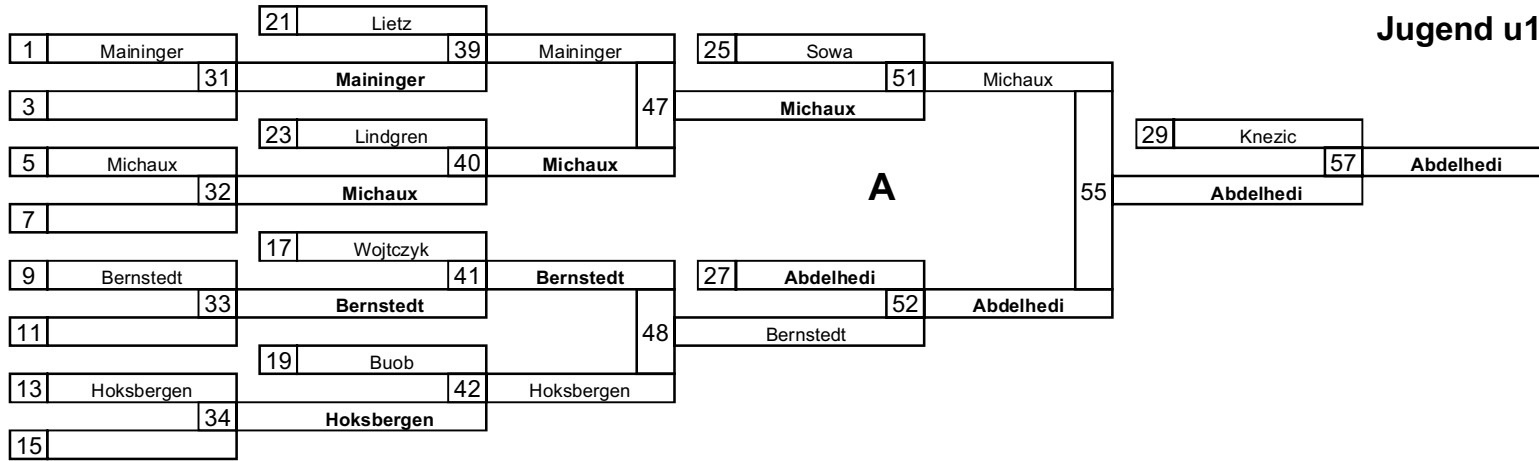 21 Lietz
Jugend u1
1 Maininger 39 Maininger 25 Sowa
31 Maininger 51 Michaux
3 47 Michaux
23 Lindgren 29 Knezic
5 Michaux 40 Michaux 57 Abdelhedi
32 Michaux A 55 Abdelhedi
7
17 Wojtczyk
9 Bernstedt 41 Bernstedt 27 Abdelhedi
33 Bernstedt 52 Abdelhedi
11 48 Bernstedt
19 Buob
13 Hoksbergen 42 Hoksbergen
34 Hoksbergen
15